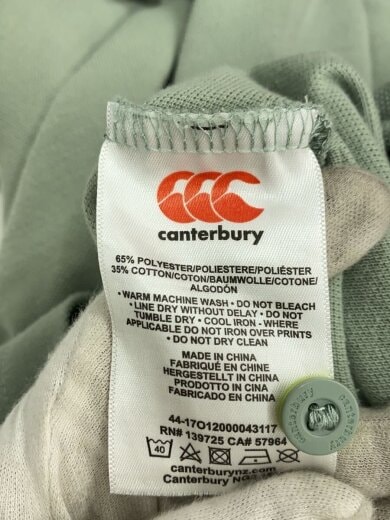 canterbury
65% POLYESTER/POLIESTERE/POLIÉSTER
35% COTTON/COTON/BAUMWOLLE/COTONE/
ALGODÓN
• WARM MACHINE WASH • DO NOT BLEACH
• LINE DRY WITHOUT DELAY • DO NOT
TUMBLE DRY • COOL IRON - WHERE
APPLICABLE DO NOT IRON OVER PRINTS
• DO NOT DRY CLEAN
MADE IN CHINA
FABRIQUÉ EN CHINE
HERGESTELLT IN CHINA
PRODOTTO IN CINA
FABRICADO EN CHINA
44-17O12000043117
RN# 139725 CA# 57964
40
canterburynz.com
Canterbury